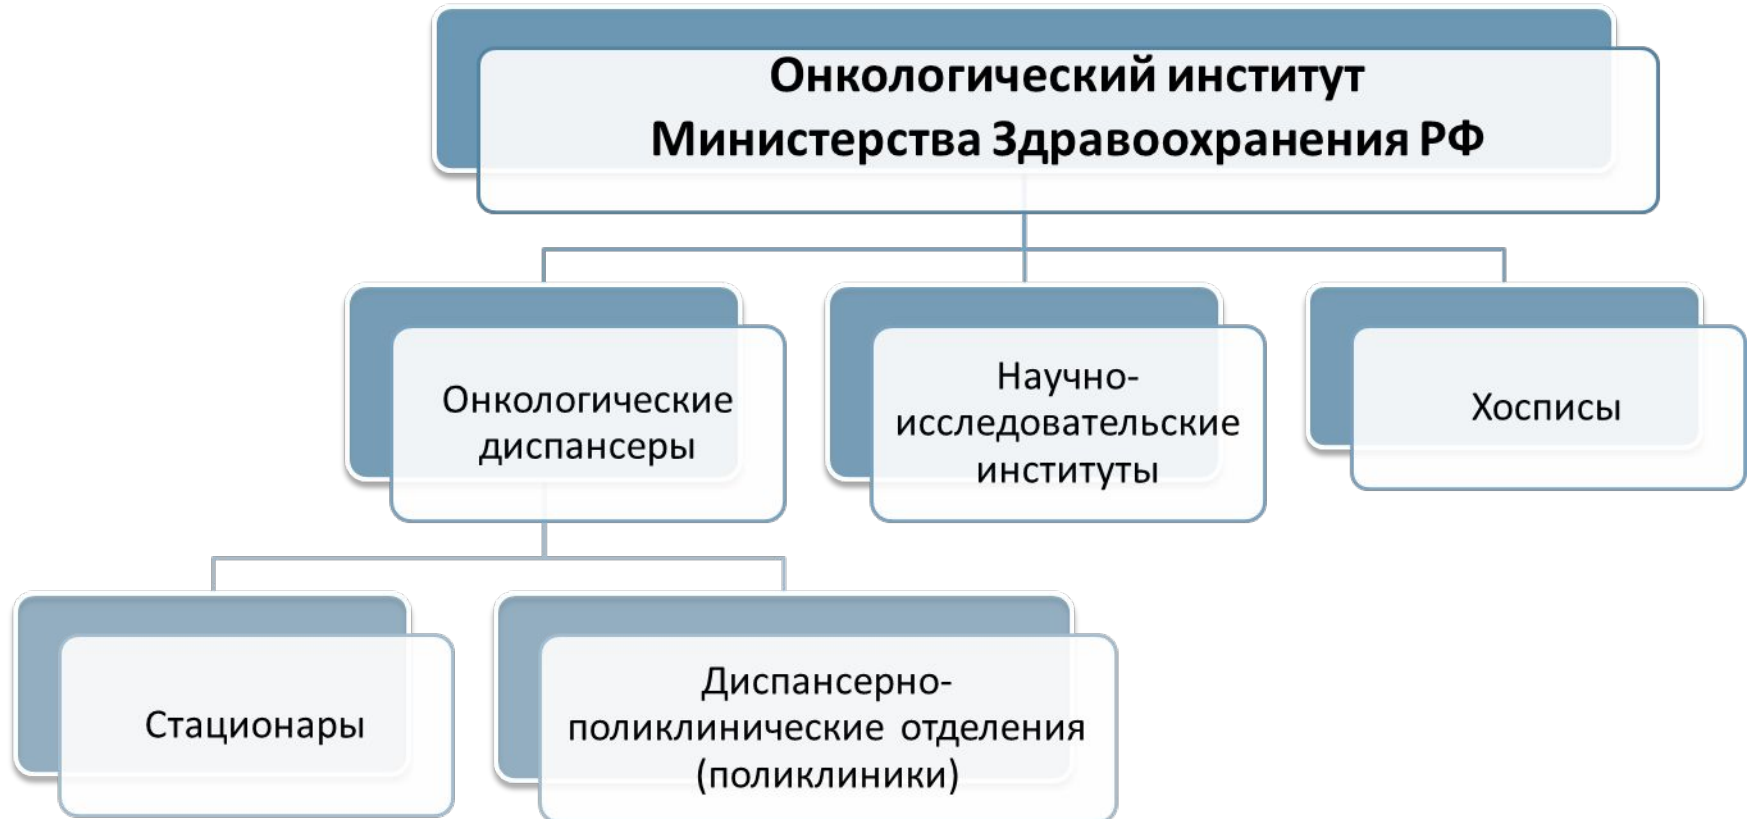 Онкологический институт
Министерства Здравоохранения РФ
Онкологические
диспансеры
Научно-
исследовательские
институты
Хосписы
Стационары
Диспансерно-
поликлинические отделения
(поликлиники)